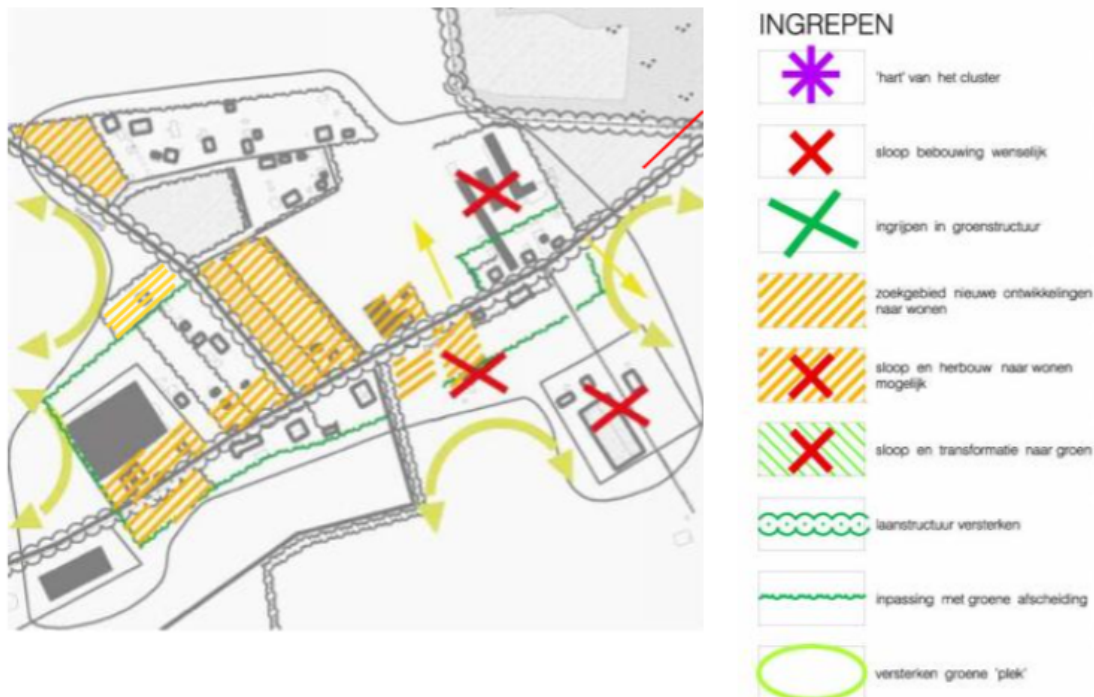 INGREPEN
'hart' van het cluster
sloop bebouwing wenselijk
ingrijpen in groenstructuur
zoekgebied nieuwe ontwikkelingen
naar wonen
sloop en herbouw naar wonen
mogelijk
sloop en transformatie naar groen
laanstructuur versterken
inpassing met groene afscheiding
versterken groene 'plek'